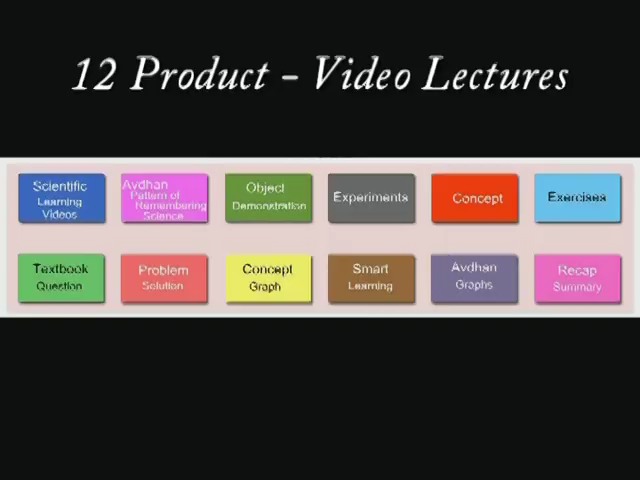 12 Product - Video Lectures
Scientific
Learning
Videos
Avdhan
Pattern of
Remembering
Science
Object
Demonstration
Experiments
Concept
Exercises
Textbook
Question
Problem
Solution
Concept
Graph
Smart
Learning
Avdhan
Graphs
Recap
Summary